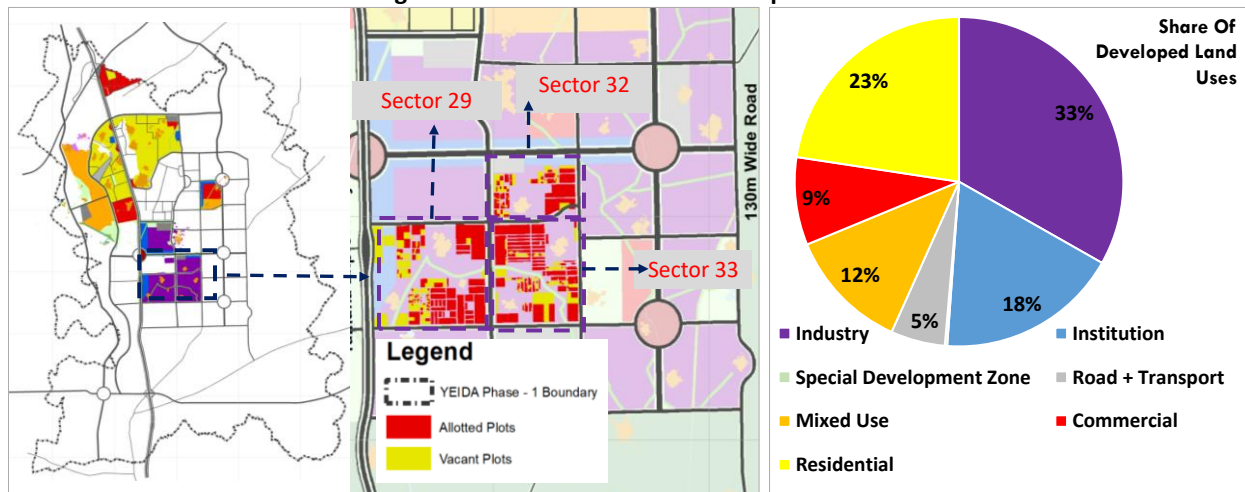 Sector 29
Sector 32
Sector 33
130m Wide Road
Legend
YEIDA Phase - 1 Boundary
Allotted Plots
Vacant Plots
Share Of
Developed Land
Uses
33%
18%
5%
12%
9%
23%
Industry
Institution
Special Development Zone
Road + Transport
Mixed Use
Commercial
Residential